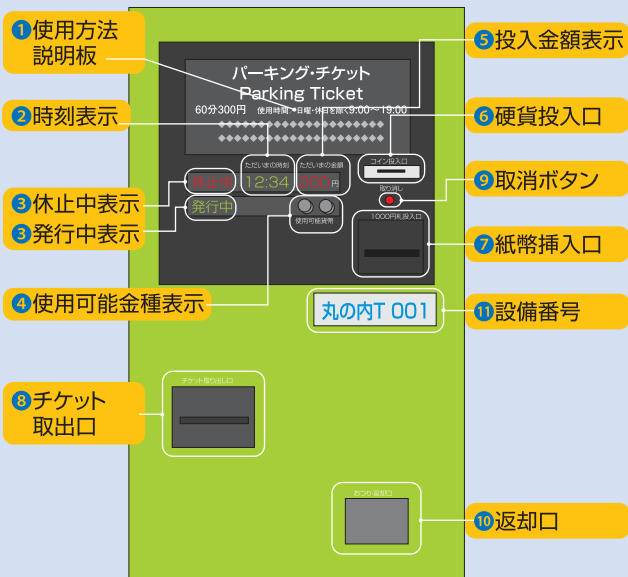 ❶使用方法
説明板
❷時刻表示
❸休止中表示
❸発行中表示
❹使用可能金種表示
❽チケット
取出口
パーキング・チケット
Parking Ticket
60分300円 使用時間:日曜・休日を除く9:00〜19:00
ただいまの時刻
ただいまの金額
コイン投入口
休止中
12:34
200円
取り消し
発行中
使用可能貨幣
1000円札投入口
丸の内T 001
チケット取り出し口
おつり・返却口
❺投入金額表示
❻硬貨投入口
❾取消ボタン
❼紙幣挿入口
⓫設備番号
❿返却口